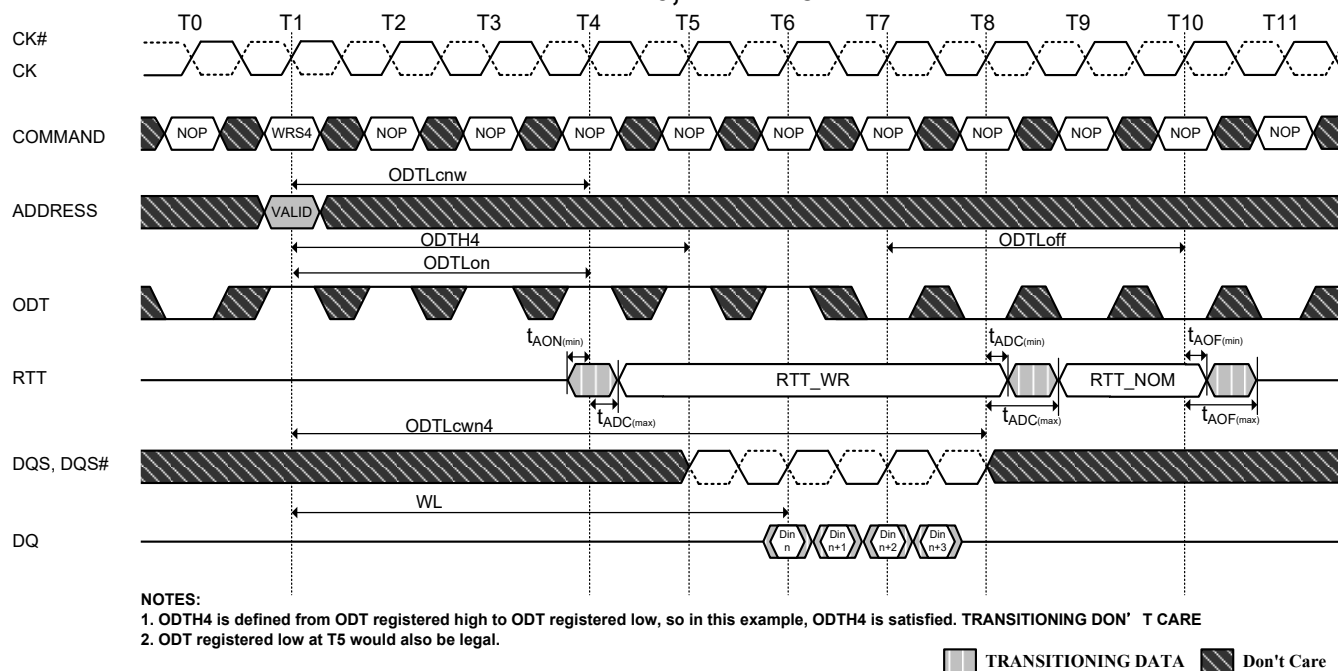 T0 T1 T2 T3 T4 T5 T6 T7 T8 T9 T10 T11
CK#
CK
COMMAND NOP WRS4 NOP NOP NOP NOP NOP NOP NOP NOP NOP NOP
ODTLcnw
ADDRESS VALID
ODTH4 ODTLoff
ODTLon
ODT
tAON(min) tADC(min) tAOF(min)
RTT RTT_WR RTT_NOM
tADC(max) tADC(max) tAOF(max)
ODTLcwn4
DQS, DQS#
WL
DQ Din n Din n+1 Din n+2 Din n+3
NOTES:
1. ODTH4 is defined from ODT registered high to ODT registered low, so in this example, ODTH4 is satisfied. TRANSITIONING DON’ T CARE
2. ODT registered low at T5 would also be legal.
TRANSITIONING DATA Don't Care